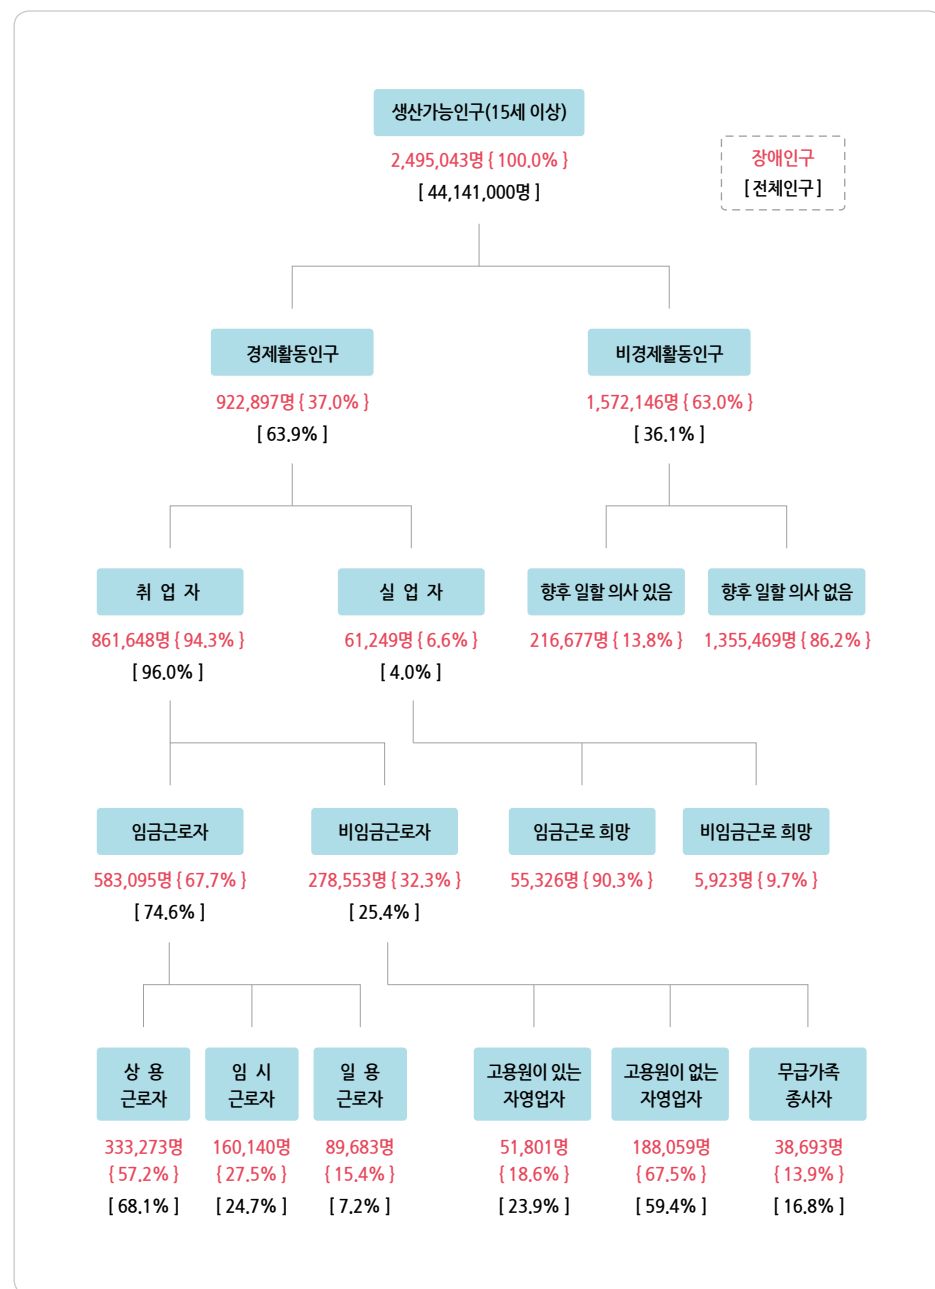 생산가능인구(15세 이상)
2,495,043명 { 100.0% }
[ 44,141,000명 ]
장애인구
[ 전체인구 ]
경제활동인구
922,897명 { 37.0% }
[ 63.9% ]
비경제활동인구
1,572,146명 { 63.0% }
[ 36.1% ]
취 업 자
861,648명 { 94.3% }
[ 96.0% ]
실 업 자
61,249명 { 6.6% }
[ 4.0% ]
향후 일할 의사 있음
216,677명 { 13.8% }
향후 일할 의사 없음
1,355,469명 { 86.2% }
임금근로자
583,095명 { 67.7% }
[ 74.6% ]
비임금근로자
278,553명 { 32.3% }
[ 25.4% ]
임금근로 희망
55,326명 { 90.3% }
비임금근로 희망
5,923명 { 9.7% }
상 용
근로자
333,273명
{ 57.2% }
[ 68.1% ]
임 시
근로자
160,140명
{ 27.5% }
[ 24.7% ]
일 용
근로자
89,683명
{ 15.4% }
[ 7.2% ]
고용원이 있는
자영업자
51,801명
{ 18.6% }
[ 23.9% ]
고용원이 없는
자영업자
188,059명
{ 67.5% }
[ 59.4% ]
무급가족
종사자
38,693명
{ 13.9% }
[ 16.8% ]